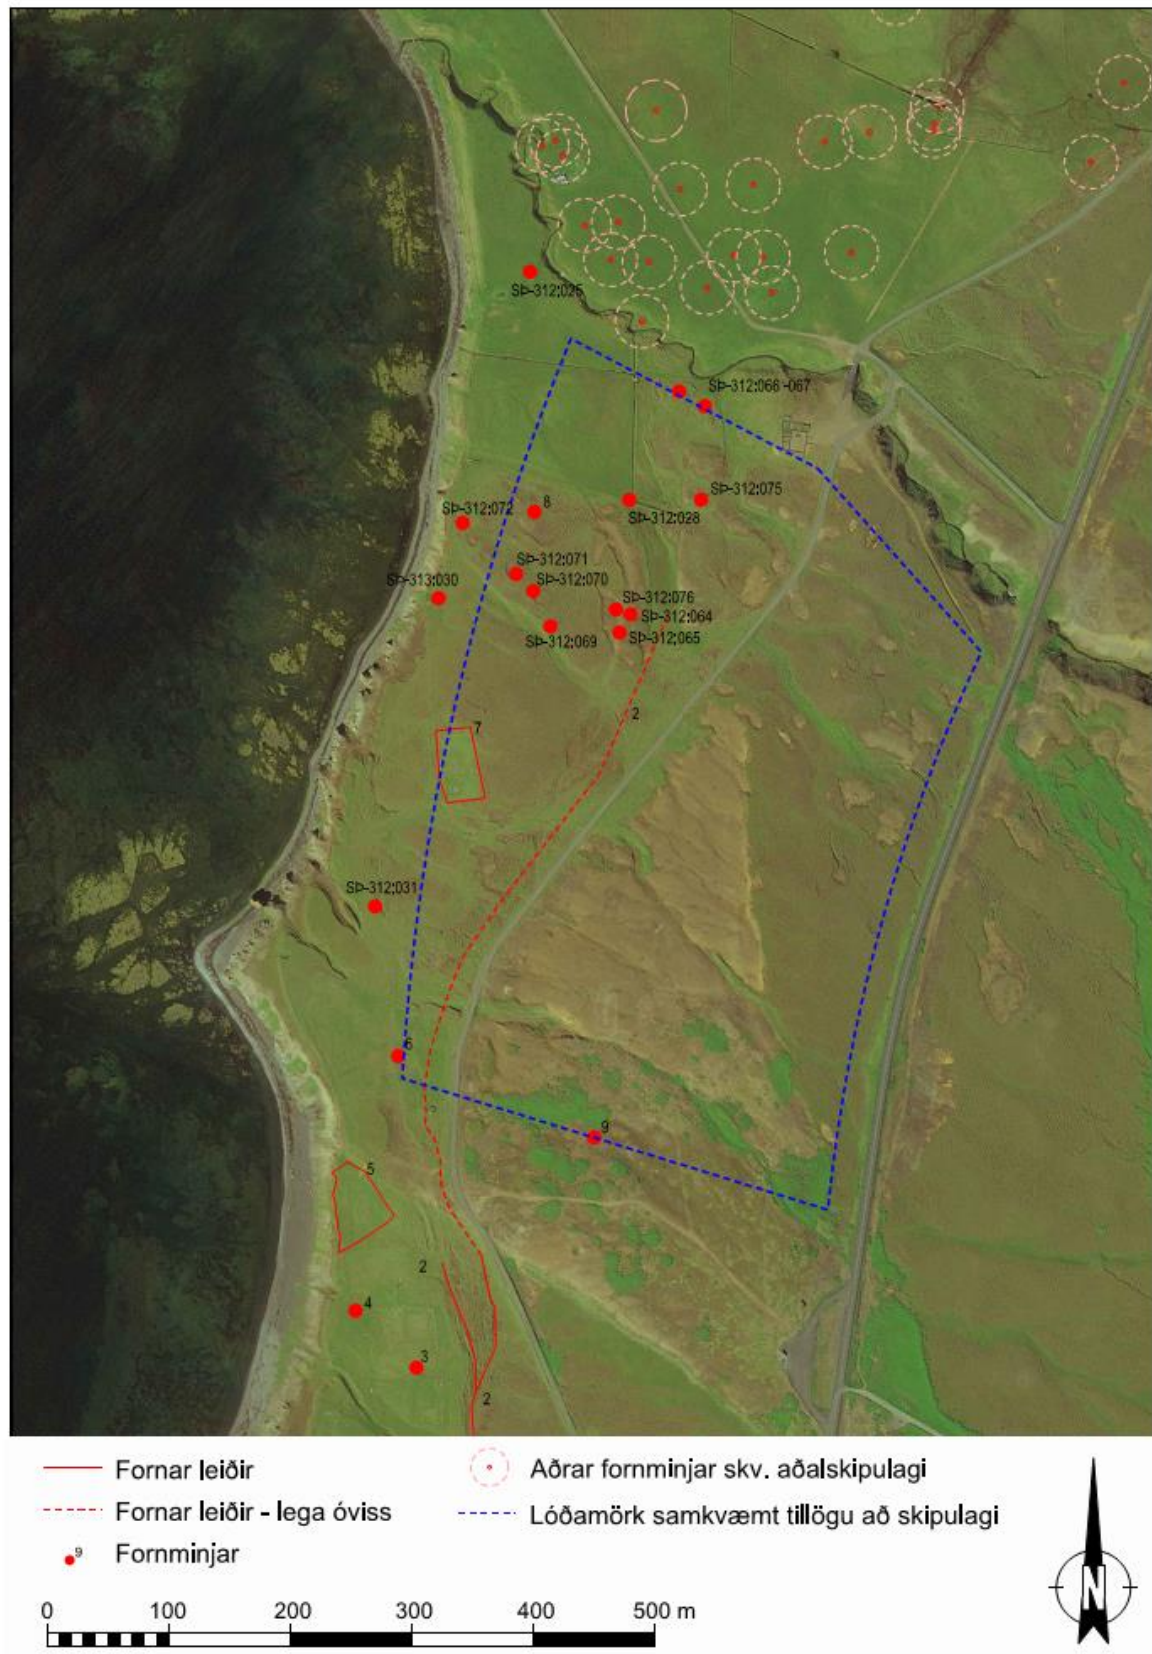 SÞ-312:025
SÞ-312:066 -067
SÞ-312:075
8
SÞ-312:072
SÞ-312:028
SÞ-312:071
SÞ-313:030
SÞ-312:070
SÞ-312:076
SÞ-312:064
SÞ-312:069
SÞ-312:065
2
7
SÞ-312:031
6
9
5
2
4
3
2
Fornar leiðir
Aðrar fornminjar skv. aðalskipulagi
Fornar leiðir - lega óviss
Lóðamörk samkvæmt tillögu að skipulagi
9
Fornminjar
N
0 100 200 300 400 500 m